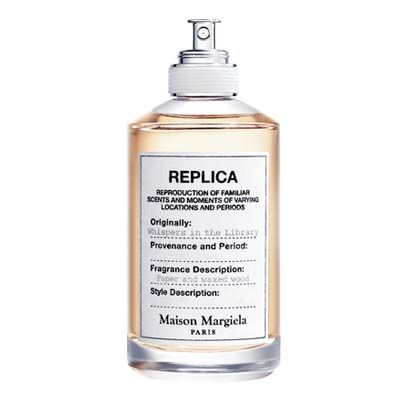 REPLICA
REPRODUCTION OF FAMILIAR
SCENTS AND MOMENTS OF VARYING
LOCATIONS AND PERIODS
Originally:
Whispers in the Library
Provenance and Period:
Fragrance Description:
Paper and waxed wood
Style Description:
Maison Margiela
PARIS